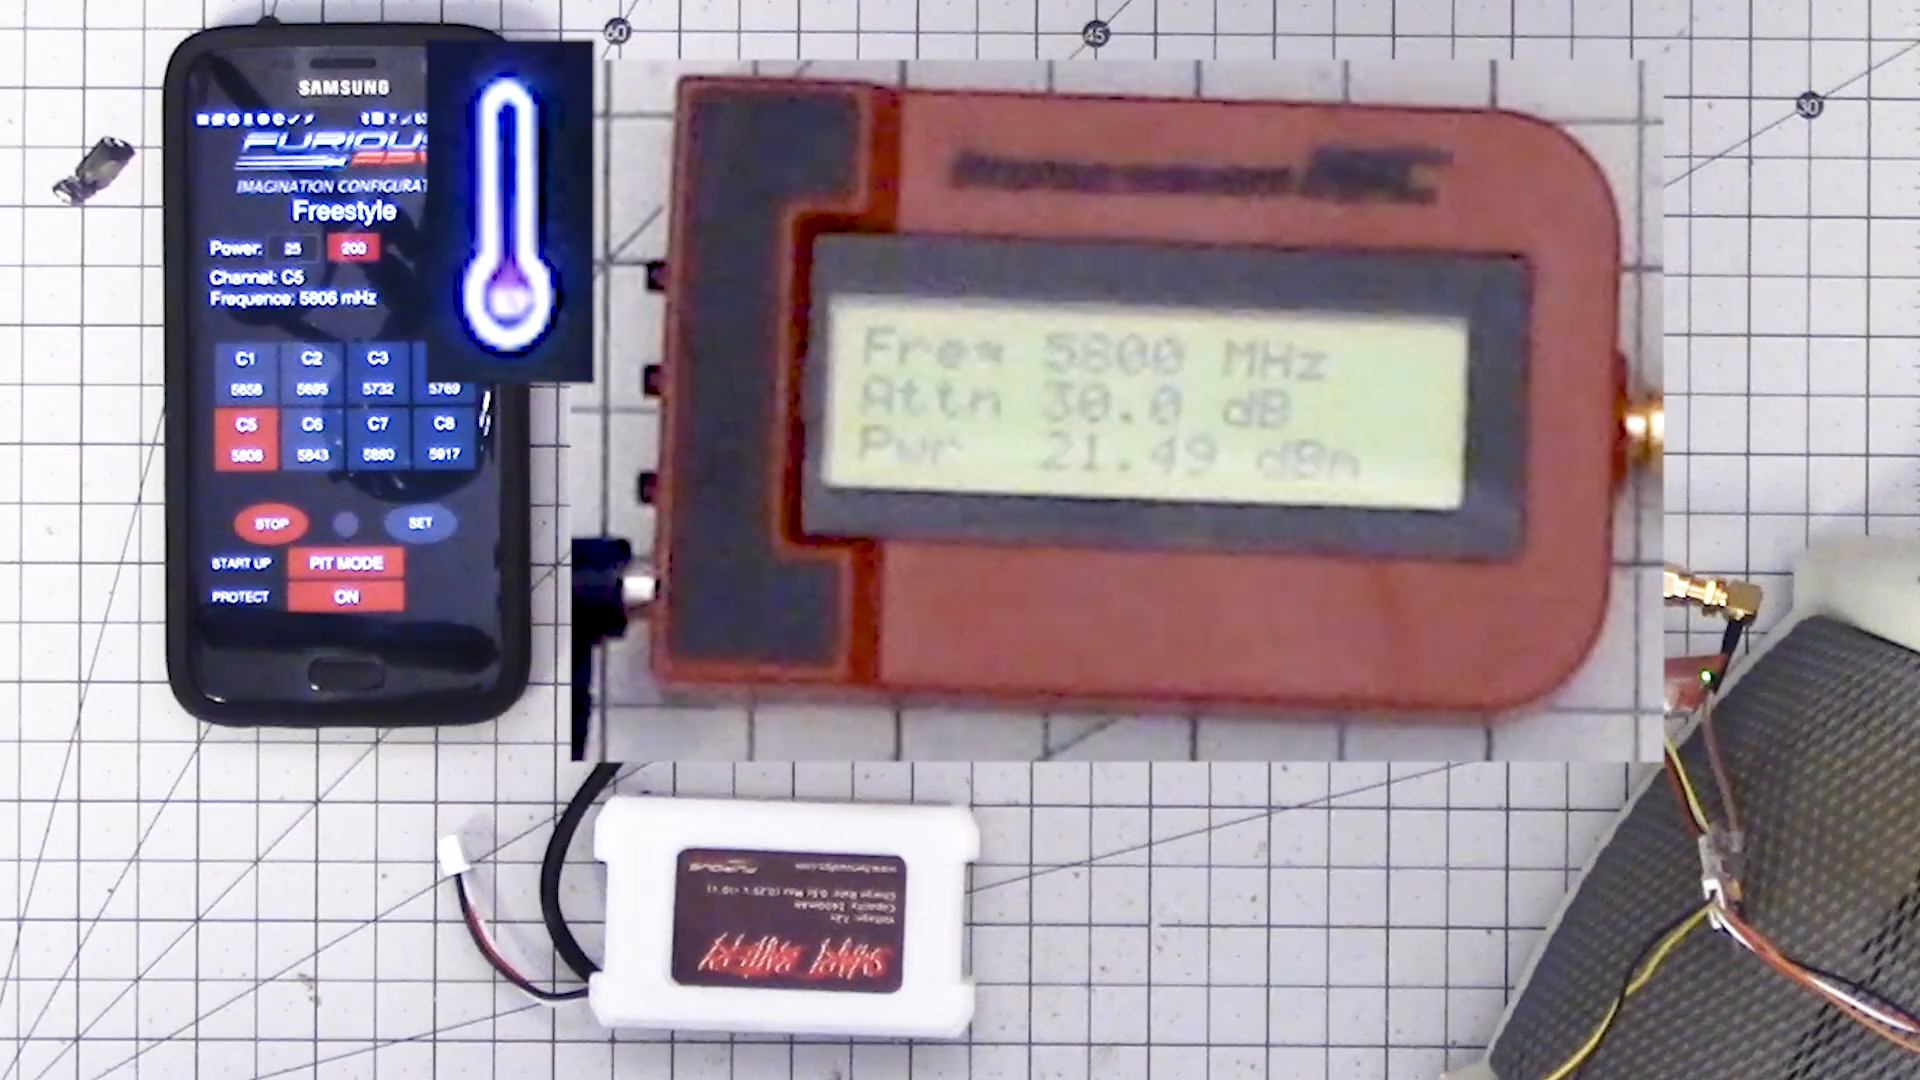 60
45
30
SAMSUNG
FURIOUS
IMAGINATION CONFIGURAT
Freestyle
Power: 25 200
Channel: C5
Frequence: 5806 mHz
C1 C2 C3
5658 5695 5732 5769
C5 C6 C7 C8
5806 5843 5880 5917
STOP SET
START UP PIT MODE
PROTECT ON
Freq 5800 MHz
Attn 30.0 dB
Pwr 21.49 dBm
FURIOUS